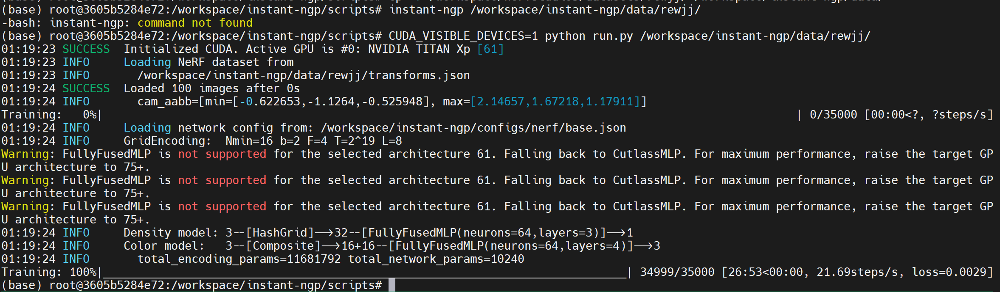 (base) root@3605b5284e72:/workspace/instant-ngp/scripts# instant-ngp /workspace/instant-ngp/data/rewjj/
-bash: instant-ngp: command not found
(base) root@3605b5284e72:/workspace/instant-ngp/scripts# CUDA_VISIBLE_DEVICES=1 python run.py /workspace/instant-ngp/data/rewjj/
01:19:23 SUCCESS  Initialized CUDA. Active GPU is #0: NVIDIA TITAN Xp [61]
01:19:23 INFO     Loading NeRF dataset from
01:19:23 INFO       /workspace/instant-ngp/data/rewjj/transforms.json
01:19:24 SUCCESS  Loaded 100 images after 0s
01:19:24 INFO       cam_aabb=[min=[-0.622653,-1.1264,-0.525948], max=[2.14657,1.67218,1.17911]]
Training:   0%| | 0/35000 [00:00<?, ?steps/s]
01:19:24 INFO     Loading network config from: /workspace/instant-ngp/configs/nerf/base.json
01:19:24 INFO     GridEncoding:  Nmin=16 b=2 F=4 T=2^19 L=8
Warning: FullyFusedMLP is not supported for the selected architecture 61. Falling back to CutlassMLP. For maximum performance, raise the target GP
U architecture to 75+.
Warning: FullyFusedMLP is not supported for the selected architecture 61. Falling back to CutlassMLP. For maximum performance, raise the target GP
U architecture to 75+.
Warning: FullyFusedMLP is not supported for the selected architecture 61. Falling back to CutlassMLP. For maximum performance, raise the target GP
U architecture to 75+.
01:19:24 INFO     Density model: 3--[HashGrid]-->32--[FullyFusedMLP(neurons=64,layers=3)]-->1
01:19:24 INFO     Color model:   3--[Composite]-->16+16--[FullyFusedMLP(neurons=64,layers=4)]-->3
01:19:24 INFO       total_encoding_params=11681792 total_network_params=10240
Training: 100%|| 34999/35000 [26:53<00:00, 21.69steps/s, loss=0.0029]
(base) root@3605b5284e72:/workspace/instant-ngp/scripts#